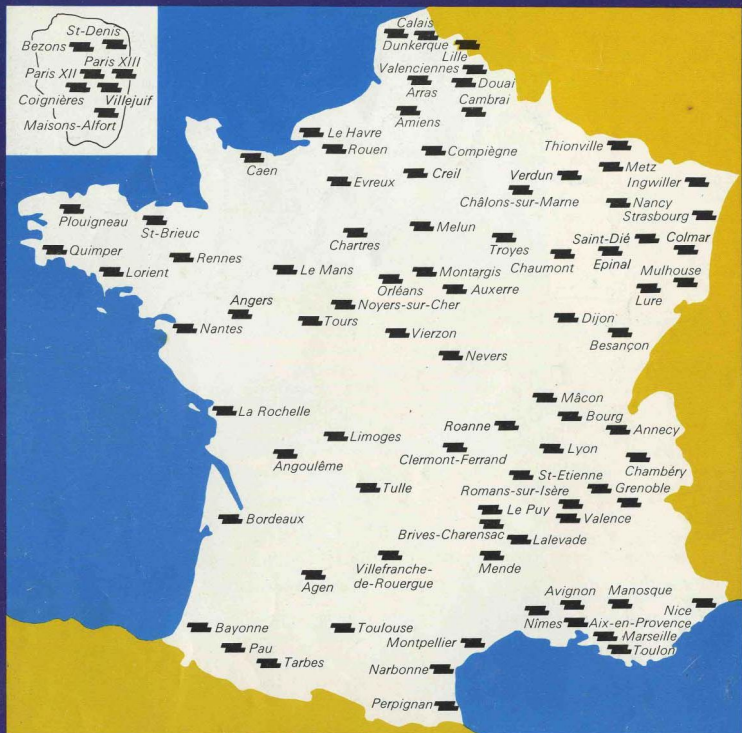 St-Denis
Bezons
Paris XIII
Paris XII
Coignières
Villejuif
Maisons-Alfort
Calais
Dunkerque
Lille
Valenciennes
Douai
Arras
Cambrai
Amiens
Le Havre
Rouen
Compiègne
Thionville
Caen
Metz
Evreux
Creil
Verdun
Ingwiller
Châlons-sur-Marne
Nancy
Plouigneau
St-Brieuc
Strasbourg
Chartres
Melun
Troyes
Saint-Dié
Colmar
Quimper
Rennes
Chaumont
Epinal
Lorient
Le Mans
Montargis
Mulhouse
Orléans
Auxerre
Lure
Angers
Noyers-sur-Cher
Nantes
Tours
Dijon
Vierzon
Besançon
Nevers
Mâcon
La Rochelle
Bourg
Roanne
Annecy
Limoges
Angoulême
Clermont-Ferrand
Lyon
Chambéry
St-Etienne
Tulle
Romans-sur-Isère
Grenoble
Le Puy
Bordeaux
Valence
Brives-Charensac
Lalevade
Villefranche-
de-Rouergue
Mende
Agen
Avignon
Manosque
Nice
Nîmes
Aix-en-Provence
Bayonne
Toulouse
Marseille
Montpellier
Pau
Toulon
Tarbes
Narbonne
Perpignan